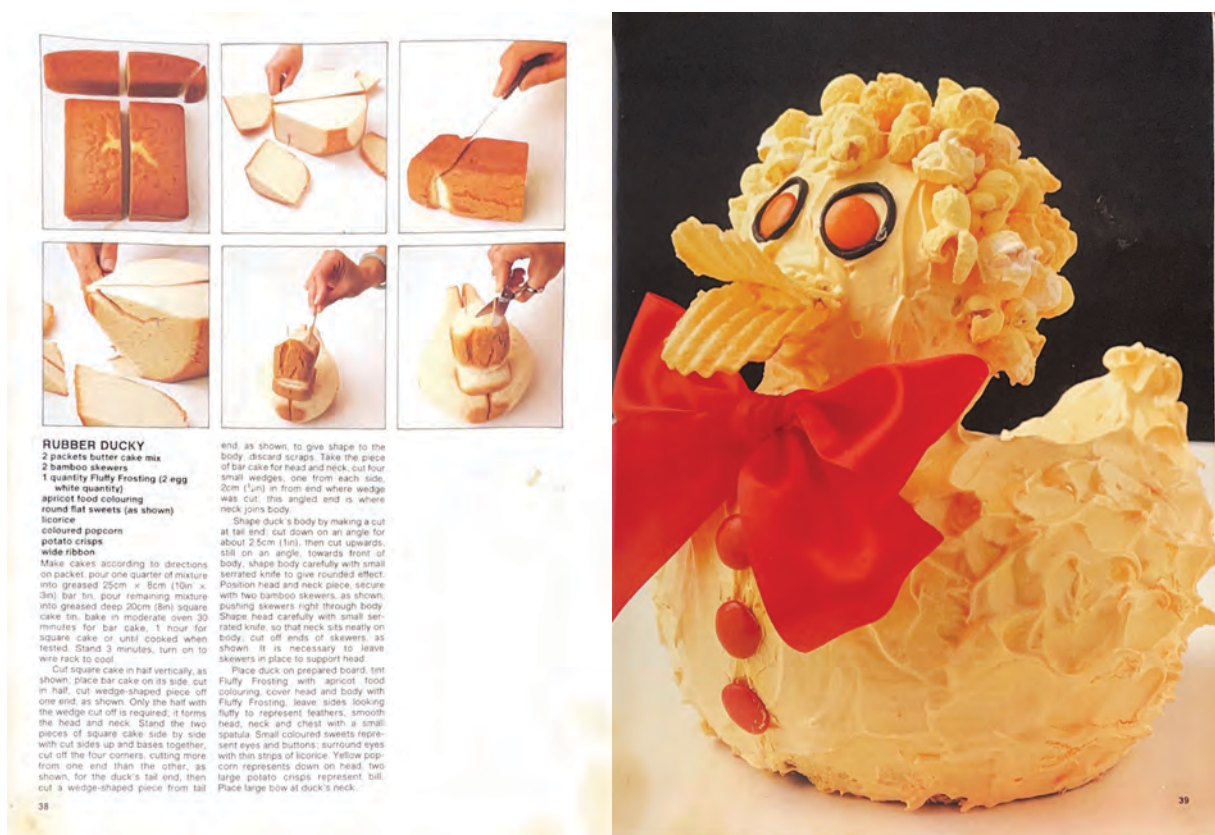 RUBBER DUCKY
2 packets butter cake mix
2 bamboo skewers
1 quantity Fluffy Frosting (2 egg
white quantity)
apricot food colouring
round flat sweets (as shown)
licorice
coloured popcorn
potato crisps
wide ribbon
Make cakes according to directions
on packet, pour one quarter of mixture
into greased 25cm × 8cm (10in ×
3in) bar tin, pour remaining mixture
into greased deep 20cm (8in) square
cake tin, bake in moderate oven 30
minutes for bar cake, 1 hour for
square cake or until cooked when
tested. Stand 3 minutes, turn on to
wire rack to cool.
Cut square cake in half vertically, as
shown; place bar cake on its side, cut
in half, cut wedge-shaped piece off
one end, as shown. Only the half with
the wedge cut off is required; it forms
the head and neck. Stand the two
pieces of square cake side by side
with cut sides up and bases together,
cut off the four corners, cutting more
from one end than the other, as
shown, for the duck's tail end, then
cut a wedge-shaped piece from tail
38
end, as shown, to give shape to the
body, discard scraps. Take the piece
of bar cake for head and neck, cut four
small wedges, one from each side,
2cm (¾in) in from end where wedge
was cut; this angled end is where
neck joins body.
Shape duck's body by making a cut
at tail end; cut down on an angle for
about 2.5cm (1in), then cut upwards,
still on an angle, towards front of
body, shape body carefully with small
serrated knife to give rounded effect.
Position head and neck piece, secure
with two bamboo skewers, as shown,
pushing skewers right through body.
Shape head carefully with small ser-
rated knife, so that neck sits neatly on
body, cut off ends of skewers, as
shown. It is necessary to leave
skewers in place to support head.
Place duck on prepared board, tint
Fluffy Frosting with apricot food
colouring, cover head and body with
Fluffy Frosting, leave sides looking
fluffy to represent feathers, smooth
head, neck and chest with a small
spatula. Small coloured sweets repre-
sent eyes and buttons; surround eyes
with thin strips of licorice. Yellow pop-
corn represents down on head, two
large potato crisps represent bill.
Place large bow at duck's neck.
39